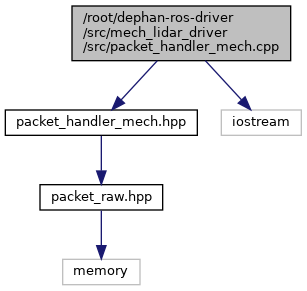 /root/dephan-ros-driver
/src/mech_lidar_driver
/src/packet_handler_mech.cpp
packet_handler_mech.hpp
iostream
packet_raw.hpp
memory